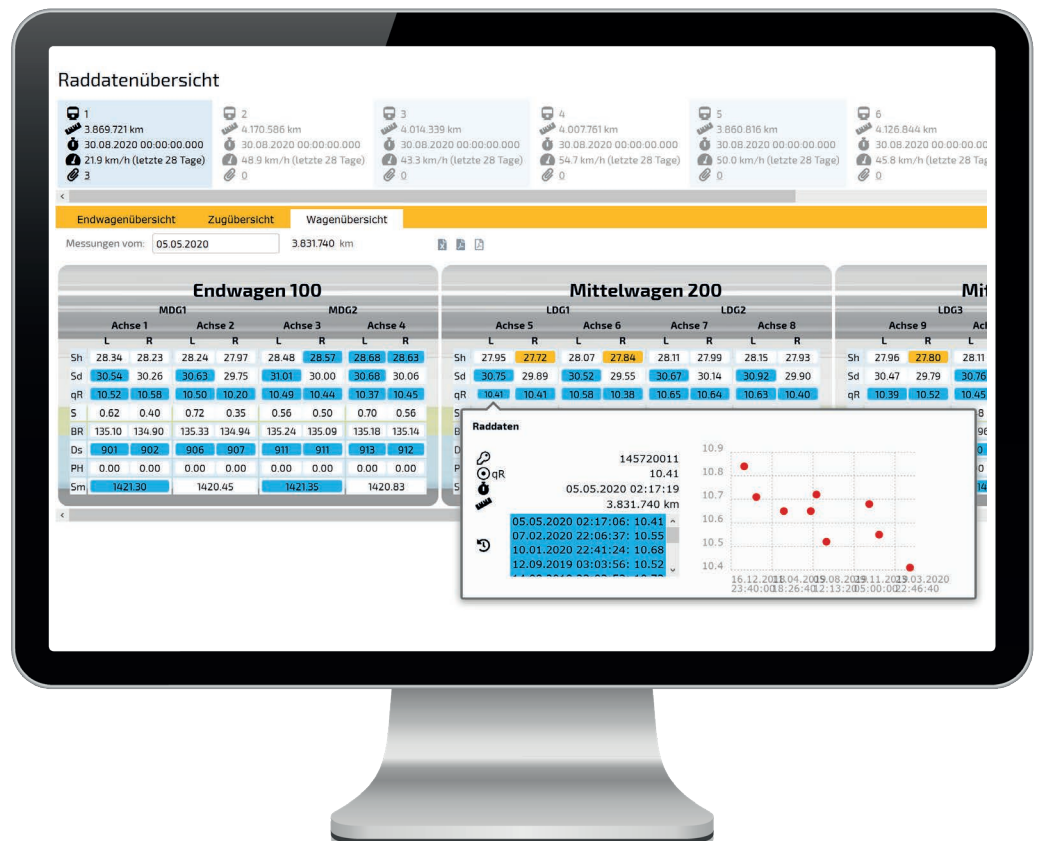 Raddatenübersicht
1 2 3 4 5 6
3.869.721 km 4.170.586 km 4.014.339 km 4.007.761 km 3.860.816 km 4.126.844 km
30.08.2020 00:00:00.000 30.08.2020 00:00:00.000 30.08.2020 00:00:00.000 30.08.2020 00:00:00.000 30.08.2020 00:00:00.000 30.08.2020 00:00:00.00
21.9 km/h (letzte 28 Tage) 48.9 km/h (letzte 28 Tage) 43.3 km/h (letzte 28 Tage) 54.7 km/h (letzte 28 Tage) 50.0 km/h (letzte 28 Tage) 45.8 km/h (letzte 28 Tag
3 0 0 0 0 0
Endwagenübersicht Zugübersicht Wagenübersicht
Messungen vom: 05.05.2020 3.831.740 km
Endwagen 100 Mittelwagen 200 Mit
MDG1 MDG2 LDG1 LDG2 LDG3
Achse 1 Achse 2 Achse 3 Achse 4 Achse 5 Achse 6 Achse 7 Achse 8 Achse 9 Ac
L R L R L R L R L R L R L R L R L R L
Sh 28.34 28.23 28.24 27.97 28.48 28.57 28.68 28.63 Sh 27.95 27.72 28.07 27.84 28.11 27.99 28.15 27.93 Sh 27.96 27.80 28.11
Sd 30.54 30.26 30.63 29.75 31.01 30.00 30.68 30.06 Sd 30.75 29.89 30.52 29.55 30.67 30.14 30.92 29.90 Sd 30.47 29.79 30.76
qR 10.52 10.58 10.50 10.20 10.49 10.44 10.37 10.45 qR 10.41 10.41 10.58 10.38 10.65 10.64 10.63 10.40 qR 10.39 10.52 10.45
S 0.62 0.40 0.72 0.35 0.56 0.50 0.70 0.56
BR 135.10 134.90 135.33 134.94 135.24 135.09 135.18 135.14
Ds 901 902 906 907 911 911 913 912
PH 0.00 0.00 0.00 0.00 0.00 0.00 0.00 0.00
Sm 1421.30 1420.45 1421.35 1420.83
Raddaten
145720011
qR 10.41
05.05.2020 02:17:19
3.831.740 km
05.05.2020 02:17:06: 10.41
07.02.2020 22:06:37: 10.55
10.01.2020 22:41:24: 10.68
12.09.2019 03:03:56: 10.52
10.9
10.8
10.7
10.6
10.5
10.4